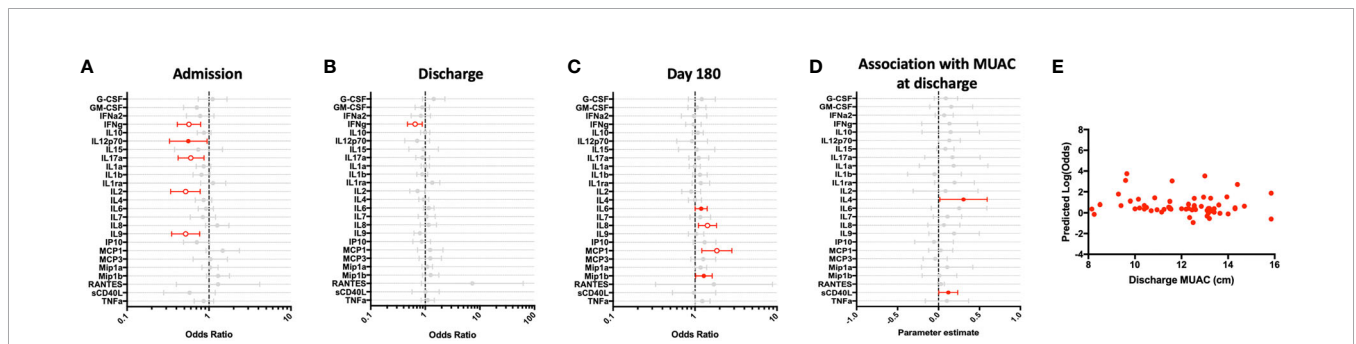 A
Admission
G-CSF
GM-CSF
IFNa2
IFNg
IL10
IL12p70
IL15
IL17a
IL1a
IL1b
IL1ra
IL2
IL4
IL6
IL7
IL8
IL9
IP10
MCP1
MCP3
Mip1a
Mip1b
RANTES
sCD40L
TNFa
0.1
1
10
Odds Ratio
B
Discharge
G-CSF
GM-CSF
IFNa2
IFNg
IL10
IL12p70
IL15
IL17a
IL1a
IL1b
IL1ra
IL2
IL4
IL6
IL7
IL8
IL9
IP10
MCP1
MCP3
Mip1a
Mip1b
RANTES
sCD40L
TNFa
0.1
1
10
100
Odds Ratio
C
Day 180
G-CSF
GM-CSF
IFNa2
IFNg
IL10
IL12p70
IL15
IL17a
IL1a
IL1b
IL1ra
IL2
IL4
IL6
IL7
IL8
IL9
IP10
MCP1
MCP3
Mip1a
Mip1b
RANTES
sCD40L
TNFa
0.1
1
10
Odds Ratio
D
Association with MUAC
at discharge
G-CSF
GM-CSF
IFNa2
IFNg
IL10
IL12p70
IL15
IL17a
IL1a
IL1b
IL1ra
IL2
IL4
IL6
IL7
IL8
IL9
IP10
MCP1
MCP3
Mip1a
Mip1b
RANTES
sCD40L
TNFa
-1.0
-0.5
0.0
0.5
1.0
Parameter estimate
E
Predicted Log(Odds)
8
6
4
2
0
-2
-4
8
10
12
14
16
Discharge MUAC (cm)